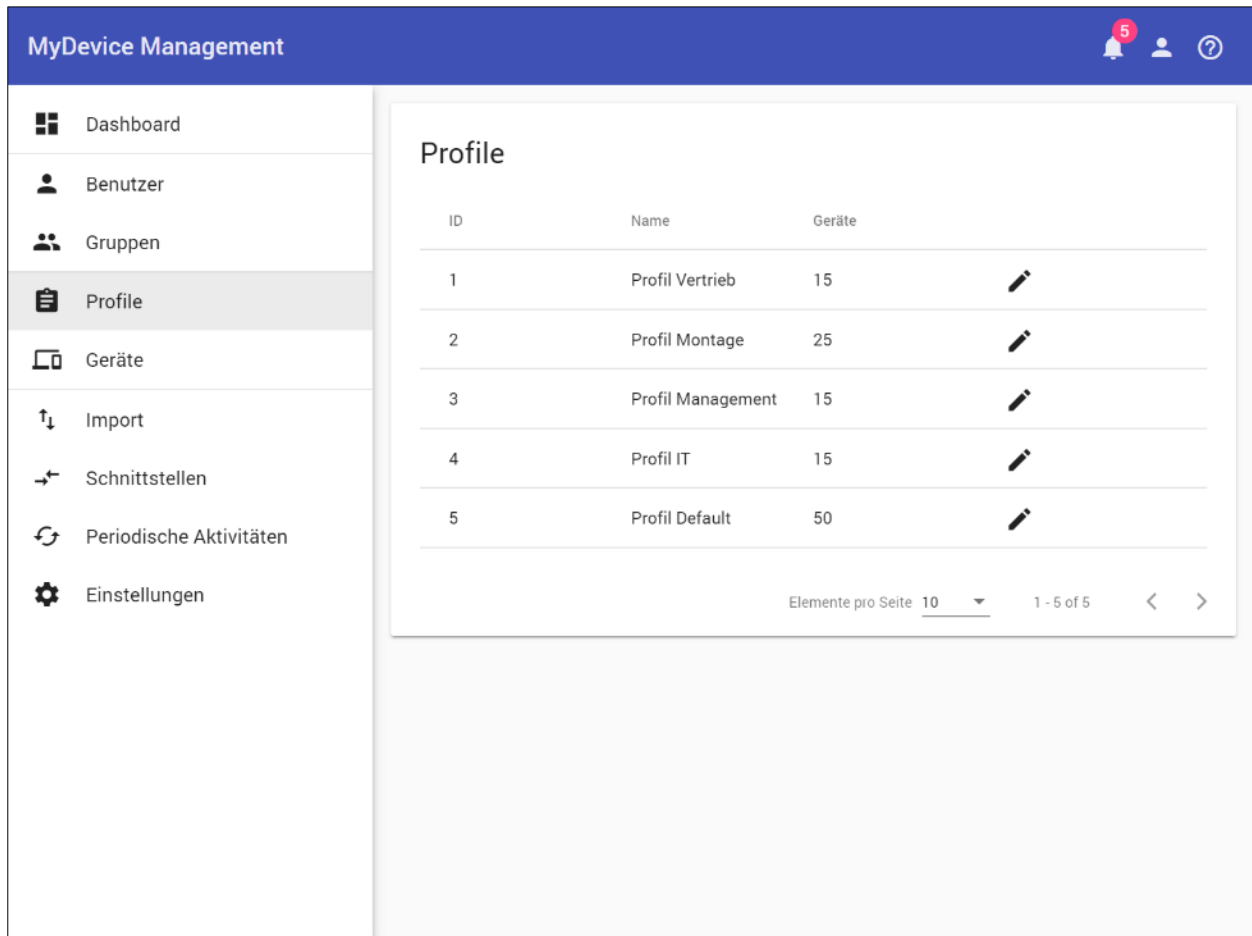 MyDevice Management
5
Dashboard
Benutzer
Gruppen
Profile
Geräte
Import
Schnittstellen
Periodische Aktivitäten
Einstellungen
Profile
ID Name Geräte
1 Profil Vertrieb 15
2 Profil Montage 25
3 Profil Management 15
4 Profil IT 15
5 Profil Default 50
Elemente pro Seite 10 1 - 5 of 5